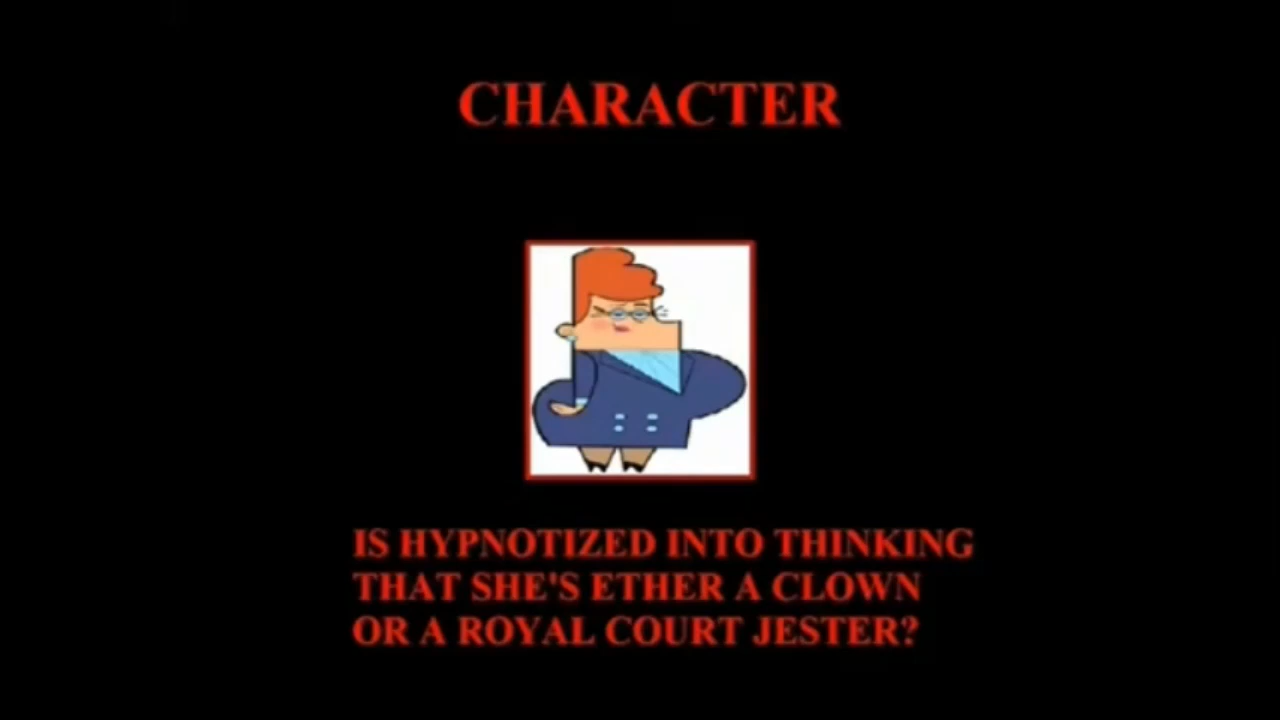 CHARACTER
IS HYPNOTIZED INTO THINKING
THAT SHE'S ETHER A CLOWN
OR A ROYAL COURT JESTER?